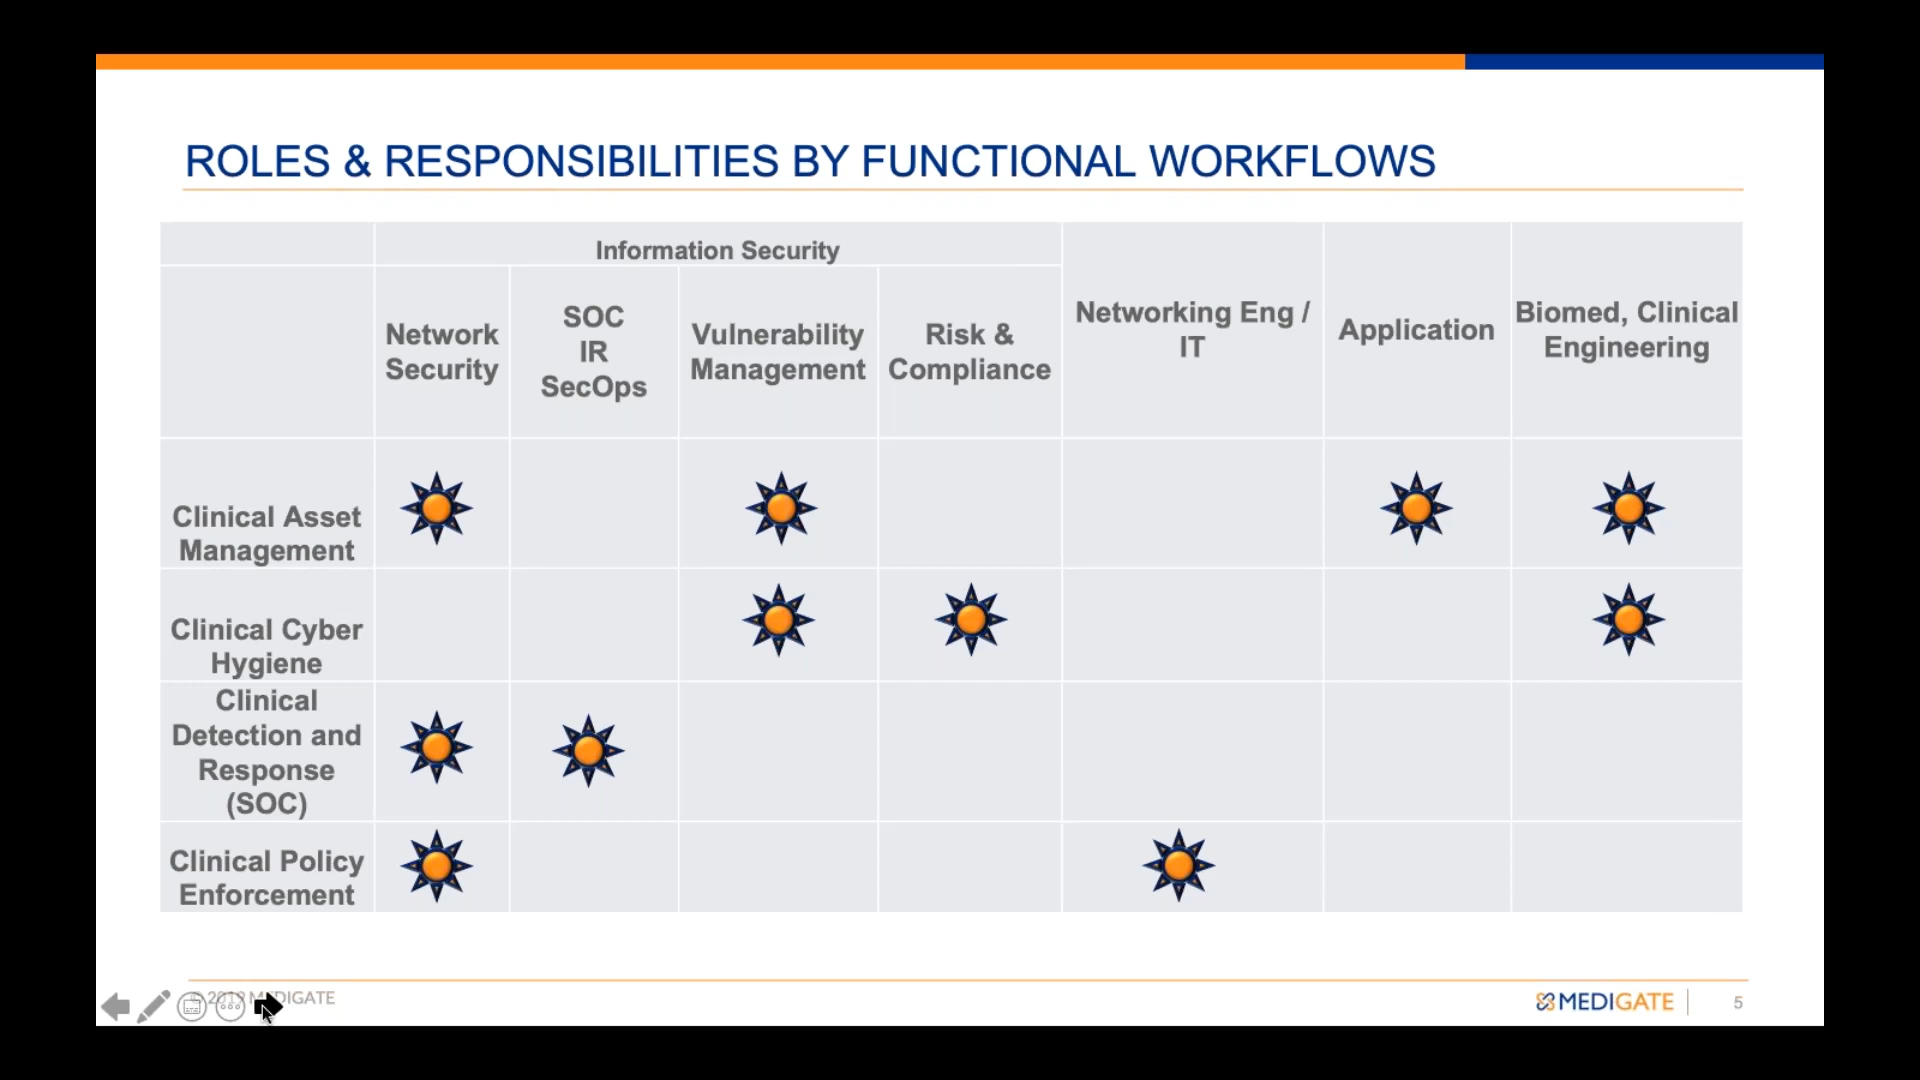 ROLES & RESPONSIBILITIES BY FUNCTIONAL WORKFLOWS
Information Security
Network
Security
SOC
IR
SecOps
Vulnerability
Management
Risk &
Compliance
Networking Eng /
IT
Application
Biomed, Clinical
Engineering
Clinical Asset
Management
Clinical Cyber
Hygiene
Clinical
Detection and
Response
(SOC)
Clinical Policy
Enforcement
© 2019 MEDIGATE
MEDIGATE
5